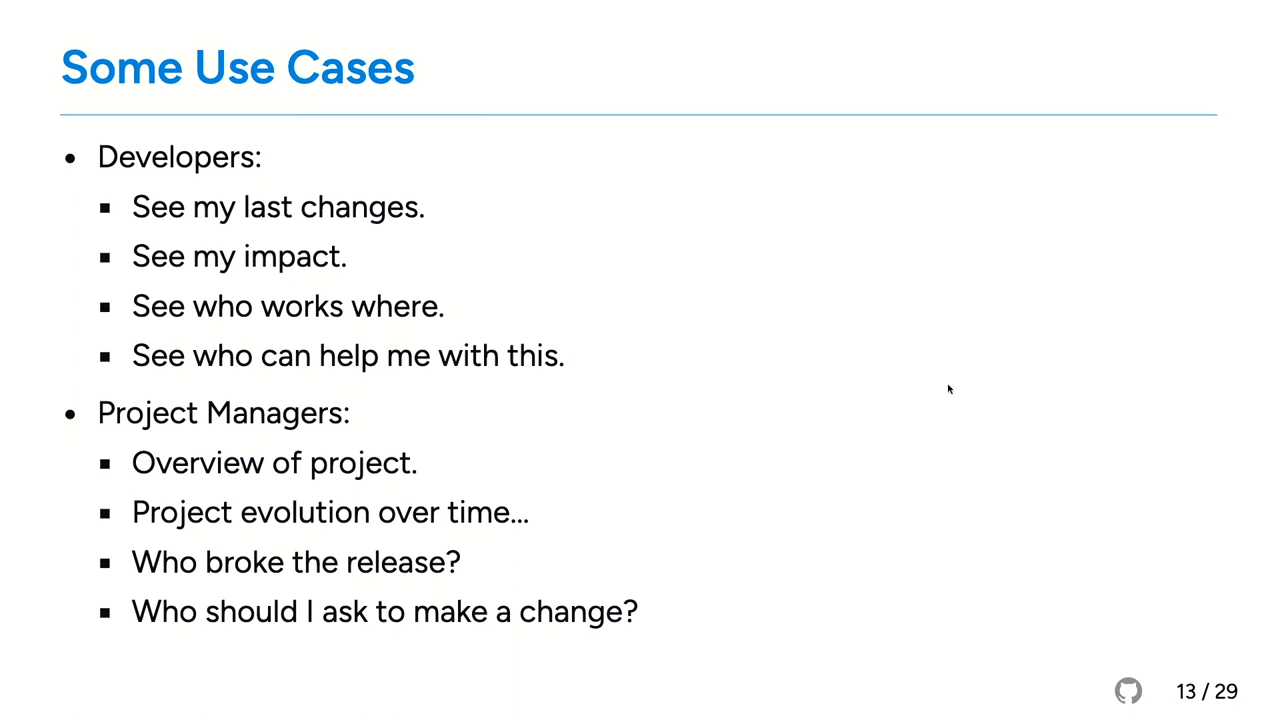 Some Use Cases
• Developers:
▪ See my last changes.
▪ See my impact.
▪ See who works where.
▪ See who can help me with this.
• Project Managers:
▪ Overview of project.
▪ Project evolution over time...
▪ Who broke the release?
▪ Who should I ask to make a change?
13 / 29